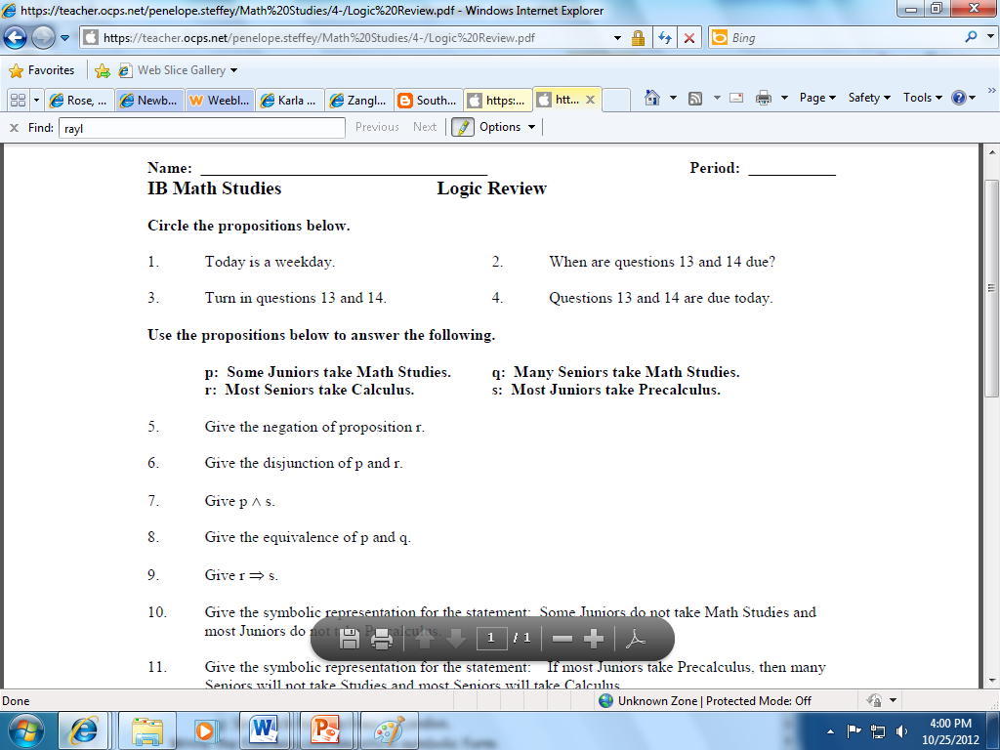 https://teacher.ocps.net/penelope.steffey/Math%20Studies/4-/Logic%20Review.pdf - Windows Internet Explorer
https://teacher.ocps.net/penelope.steffey/Math%20Studies/4-/Logic%20Review.pdf Bing
Favorites Web Slice Gallery
Rose, ... Newb... Weebl... Karla ... Zangl... South... https:... htt... Page Safety Tools
x Find: rayl Previous Next Options
Name: Period:
IB Math Studies Logic Review
Circle the propositions below.
1. Today is a weekday. 2. When are questions 13 and 14 due?
3. Turn in questions 13 and 14. 4. Questions 13 and 14 are due today.
Use the propositions below to answer the following.
p: Some Juniors take Math Studies. q: Many Seniors take Math Studies.
r: Most Seniors take Calculus. s: Most Juniors take Precalculus.
5. Give the negation of proposition r.
6. Give the disjunction of p and r.
7. Give p ∧ s.
8. Give the equivalence of p and q.
9. Give r ⇒ s.
10. Give the symbolic representation for the statement: Some Juniors do not take Math Studies and
most Juniors do not take Precalculus.
1 / 1
11. Give the symbolic representation for the statement: If most Juniors take Precalculus, then many
Seniors will not take Studies and most Seniors will take Calculus
Done Unknown Zone | Protected Mode: Off
4:00 PM
10/25/2012